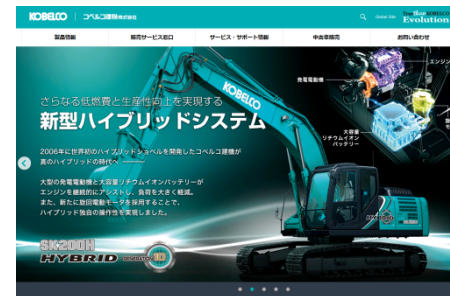 KOBELCO コベルコ建機株式会社
Global Site
True Blue KOBELCO
Evolution
製品情報
販売サービス窓口
サービス・サポート情報
中古車販売
お問い合わせ
KOBELCO
エンジン
発電電動機
大容量
リチウムイオン
バッテリー
さらなる低燃費と生産性向上を実現する
新型ハイブリッドシステム
2006年に世界初のハイブリッドショベルを開発したコベルコ建機が
真のハイブリッドの時代へ
大型の発電電動機と大容量リチウムイオンバッテリーが
エンジンを継続的にアシストし、負荷を大きく軽減。
また、新たに旋回電動モータを採用することで、
ハイブリッド独自の操作性を実現しました。
SK200H
HYBRID GENERATION 10
HYBRID